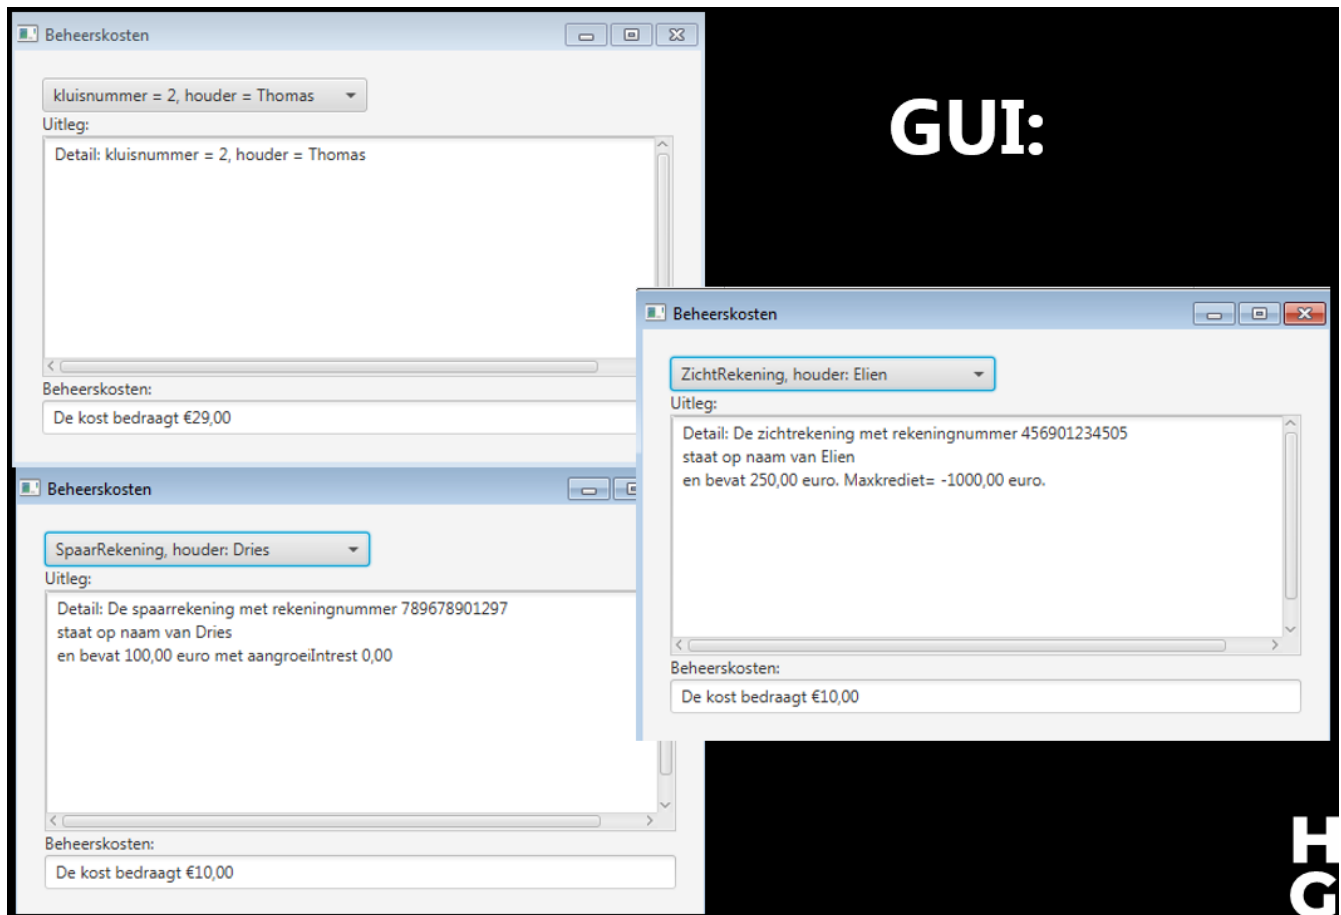 Beheerskosten
kluisnummer = 2, houder = Thomas
Uitleg:
Detail: kluisnummer = 2, houder = Thomas
Beheerskosten:
De kost bedraagt €29,00
GUI:
Beheerskosten
ZichtRekening, houder: Elien
Uitleg:
Detail: De zichtrekening met rekeningnummer 456901234505
staat op naam van Elien
en bevat 250,00 euro. Maxkrediet= -1000,00 euro.
Beheerskosten:
De kost bedraagt €10,00
Beheerskosten
SpaarRekening, houder: Dries
Uitleg:
Detail: De spaarrekening met rekeningnummer 789678901297
staat op naam van Dries
en bevat 100,00 euro met aangroeiIntrest 0,00
Beheerskosten:
De kost bedraagt €10,00
H
G